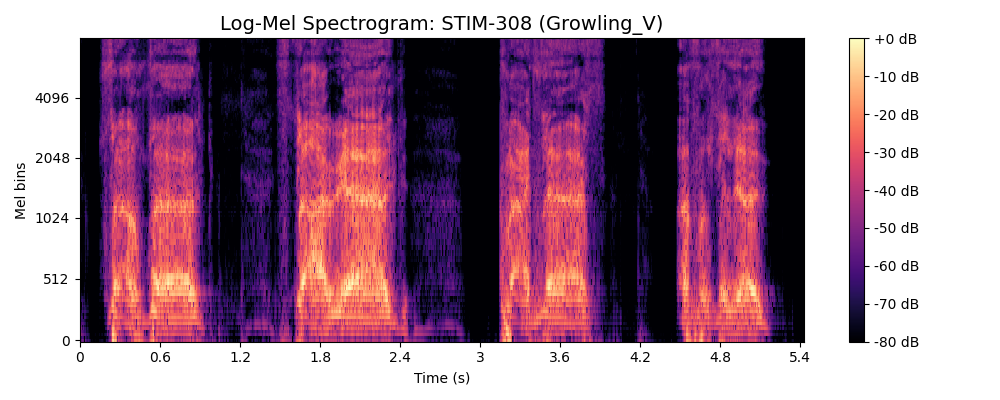 Log-Mel Spectrogram: STIM-308 (Growling_V)
Mel bins
4096
2048
1024
512
0
0 0.6 1.2 1.8 2.4 3 3.6 4.2 4.8 5.4
Time (s)
+0 dB
-10 dB
-20 dB
-30 dB
-40 dB
-50 dB
-60 dB
-70 dB
-80 dB